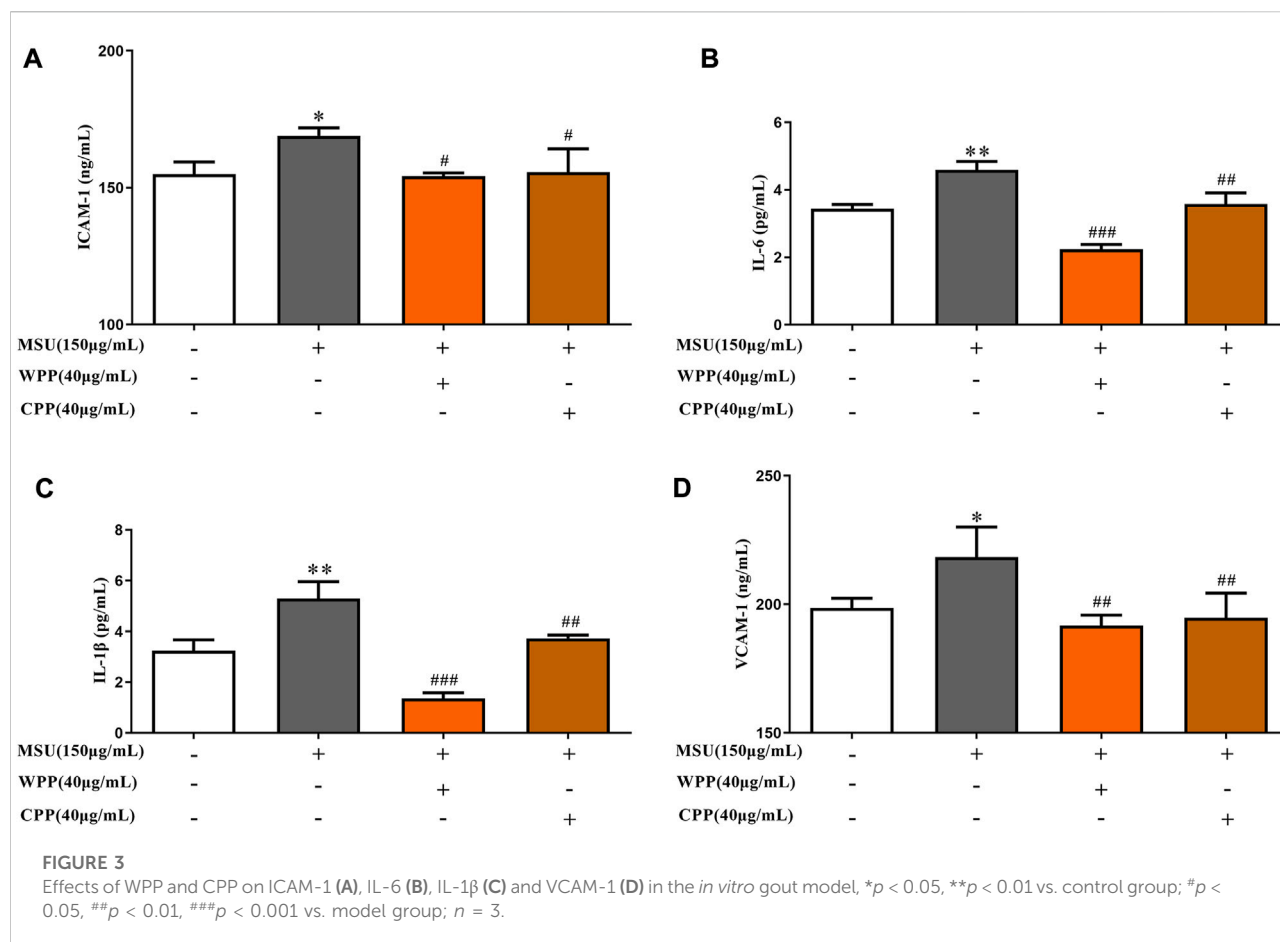 A
200
150
100
ICAM-1 (ng/mL)
*
#
#
MSU(150µg/mL) - + + +
WPP(40µg/mL) - - + -
CPP(40µg/mL) - - - +
B
6
4
2
0
IL-6 (pg/mL)
**
###
##
MSU(150µg/mL) - + + +
WPP(40µg/mL) - - + -
CPP(40µg/mL) - - - +
C
8
6
4
2
0
IL-1β (pg/mL)
**
###
##
MSU(150µg/mL) - + + +
WPP(40µg/mL) - - + -
CPP(40µg/mL) - - - +
D
250
200
150
VCAM-1 (ng/mL)
*
##
##
MSU(150µg/mL) - + + +
WPP(40µg/mL) - - + -
CPP(40µg/mL) - - - +
FIGURE 3
Effects of WPP and CPP on ICAM-1 (A), IL-6 (B), IL-1β (C) and VCAM-1 (D) in the in vitro gout model, *p < 0.05, **p < 0.01 vs. control group; #p <
0.05, ##p < 0.01, ###p < 0.001 vs. model group; n = 3.